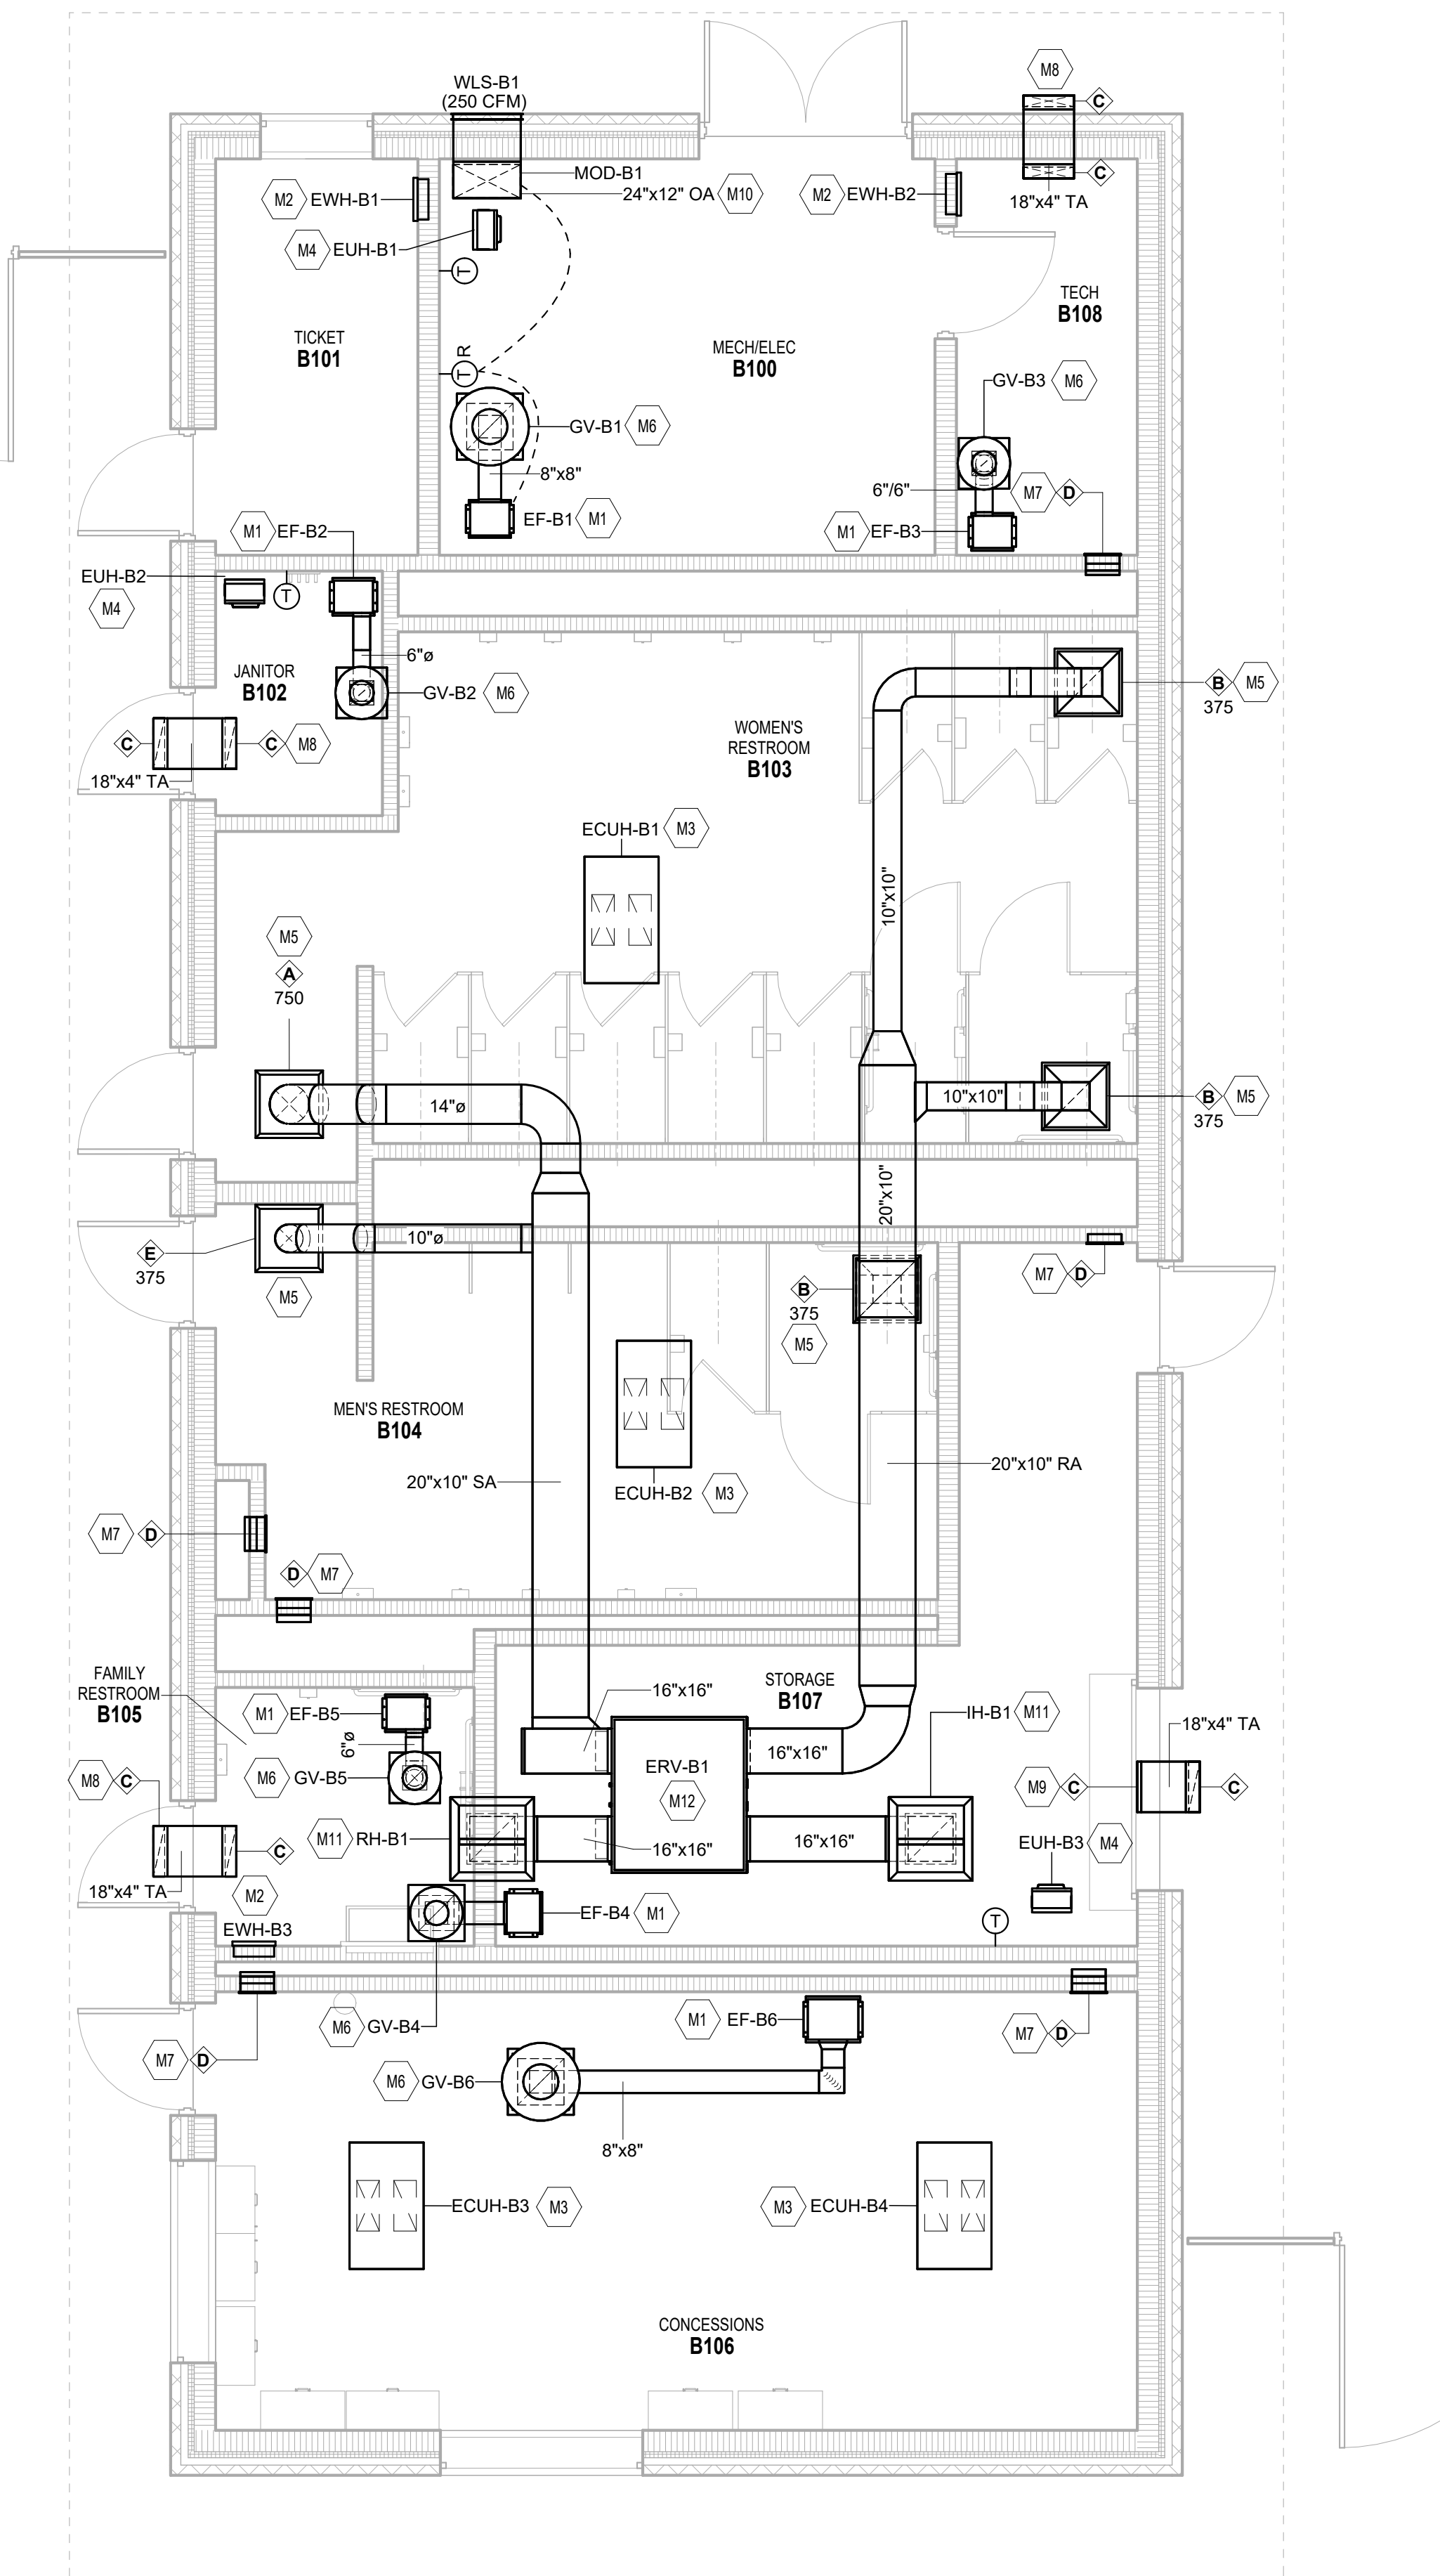 M8
WLS-B1
(250 CFM)
C
MOD-B1
C
M2
EWH-B1
24"x12" OA
M10
M2
EWH-B2
18"x4" TA
M4
EUH-B1
T
TECH
B108
TICKET
B101
MECH/ELEC
B100
R
T
GV-B3
M6
GV-B1
M6
8"x8"
6"/6"
M7
D
M1
EF-B2
EF-B1
M1
M1
EF-B3
EUH-B2
T
M4
6"ø
JANITOR
B102
GV-B2
M6
B
M5
375
WOMEN'S
RESTROOM
B103
C
C
M8
18"x4" TA
ECUH-B1
M3
10"x10"
M5
A
750
14"ø
10"x10"
B
M5
375
20"x10"
10"ø
E
375
M5
B
375
M5
M7
D
MEN'S RESTROOM
B104
20"x10" SA
20"x10" RA
ECUH-B2
M3
M7
D
D
M7
FAMILY
RESTROOM
B105
STORAGE
B107
16"x16"
M1
EF-B5
IH-B1
M11
18"x4" TA
6"ø
16"x16"
ERV-B1
M12
M6
GV-B5
M8
C
M9
C
C
M11
RH-B1
16"x16"
16"x16"
EUH-B3
M4
C
18"x4" TA
M2
EF-B4
M1
EWH-B3
T
M6
GV-B4
M1
EF-B6
M7
D
M7
D
M6
GV-B6
8"x8"
ECUH-B3
M3
M3
ECUH-B4
CONCESSIONS
B106